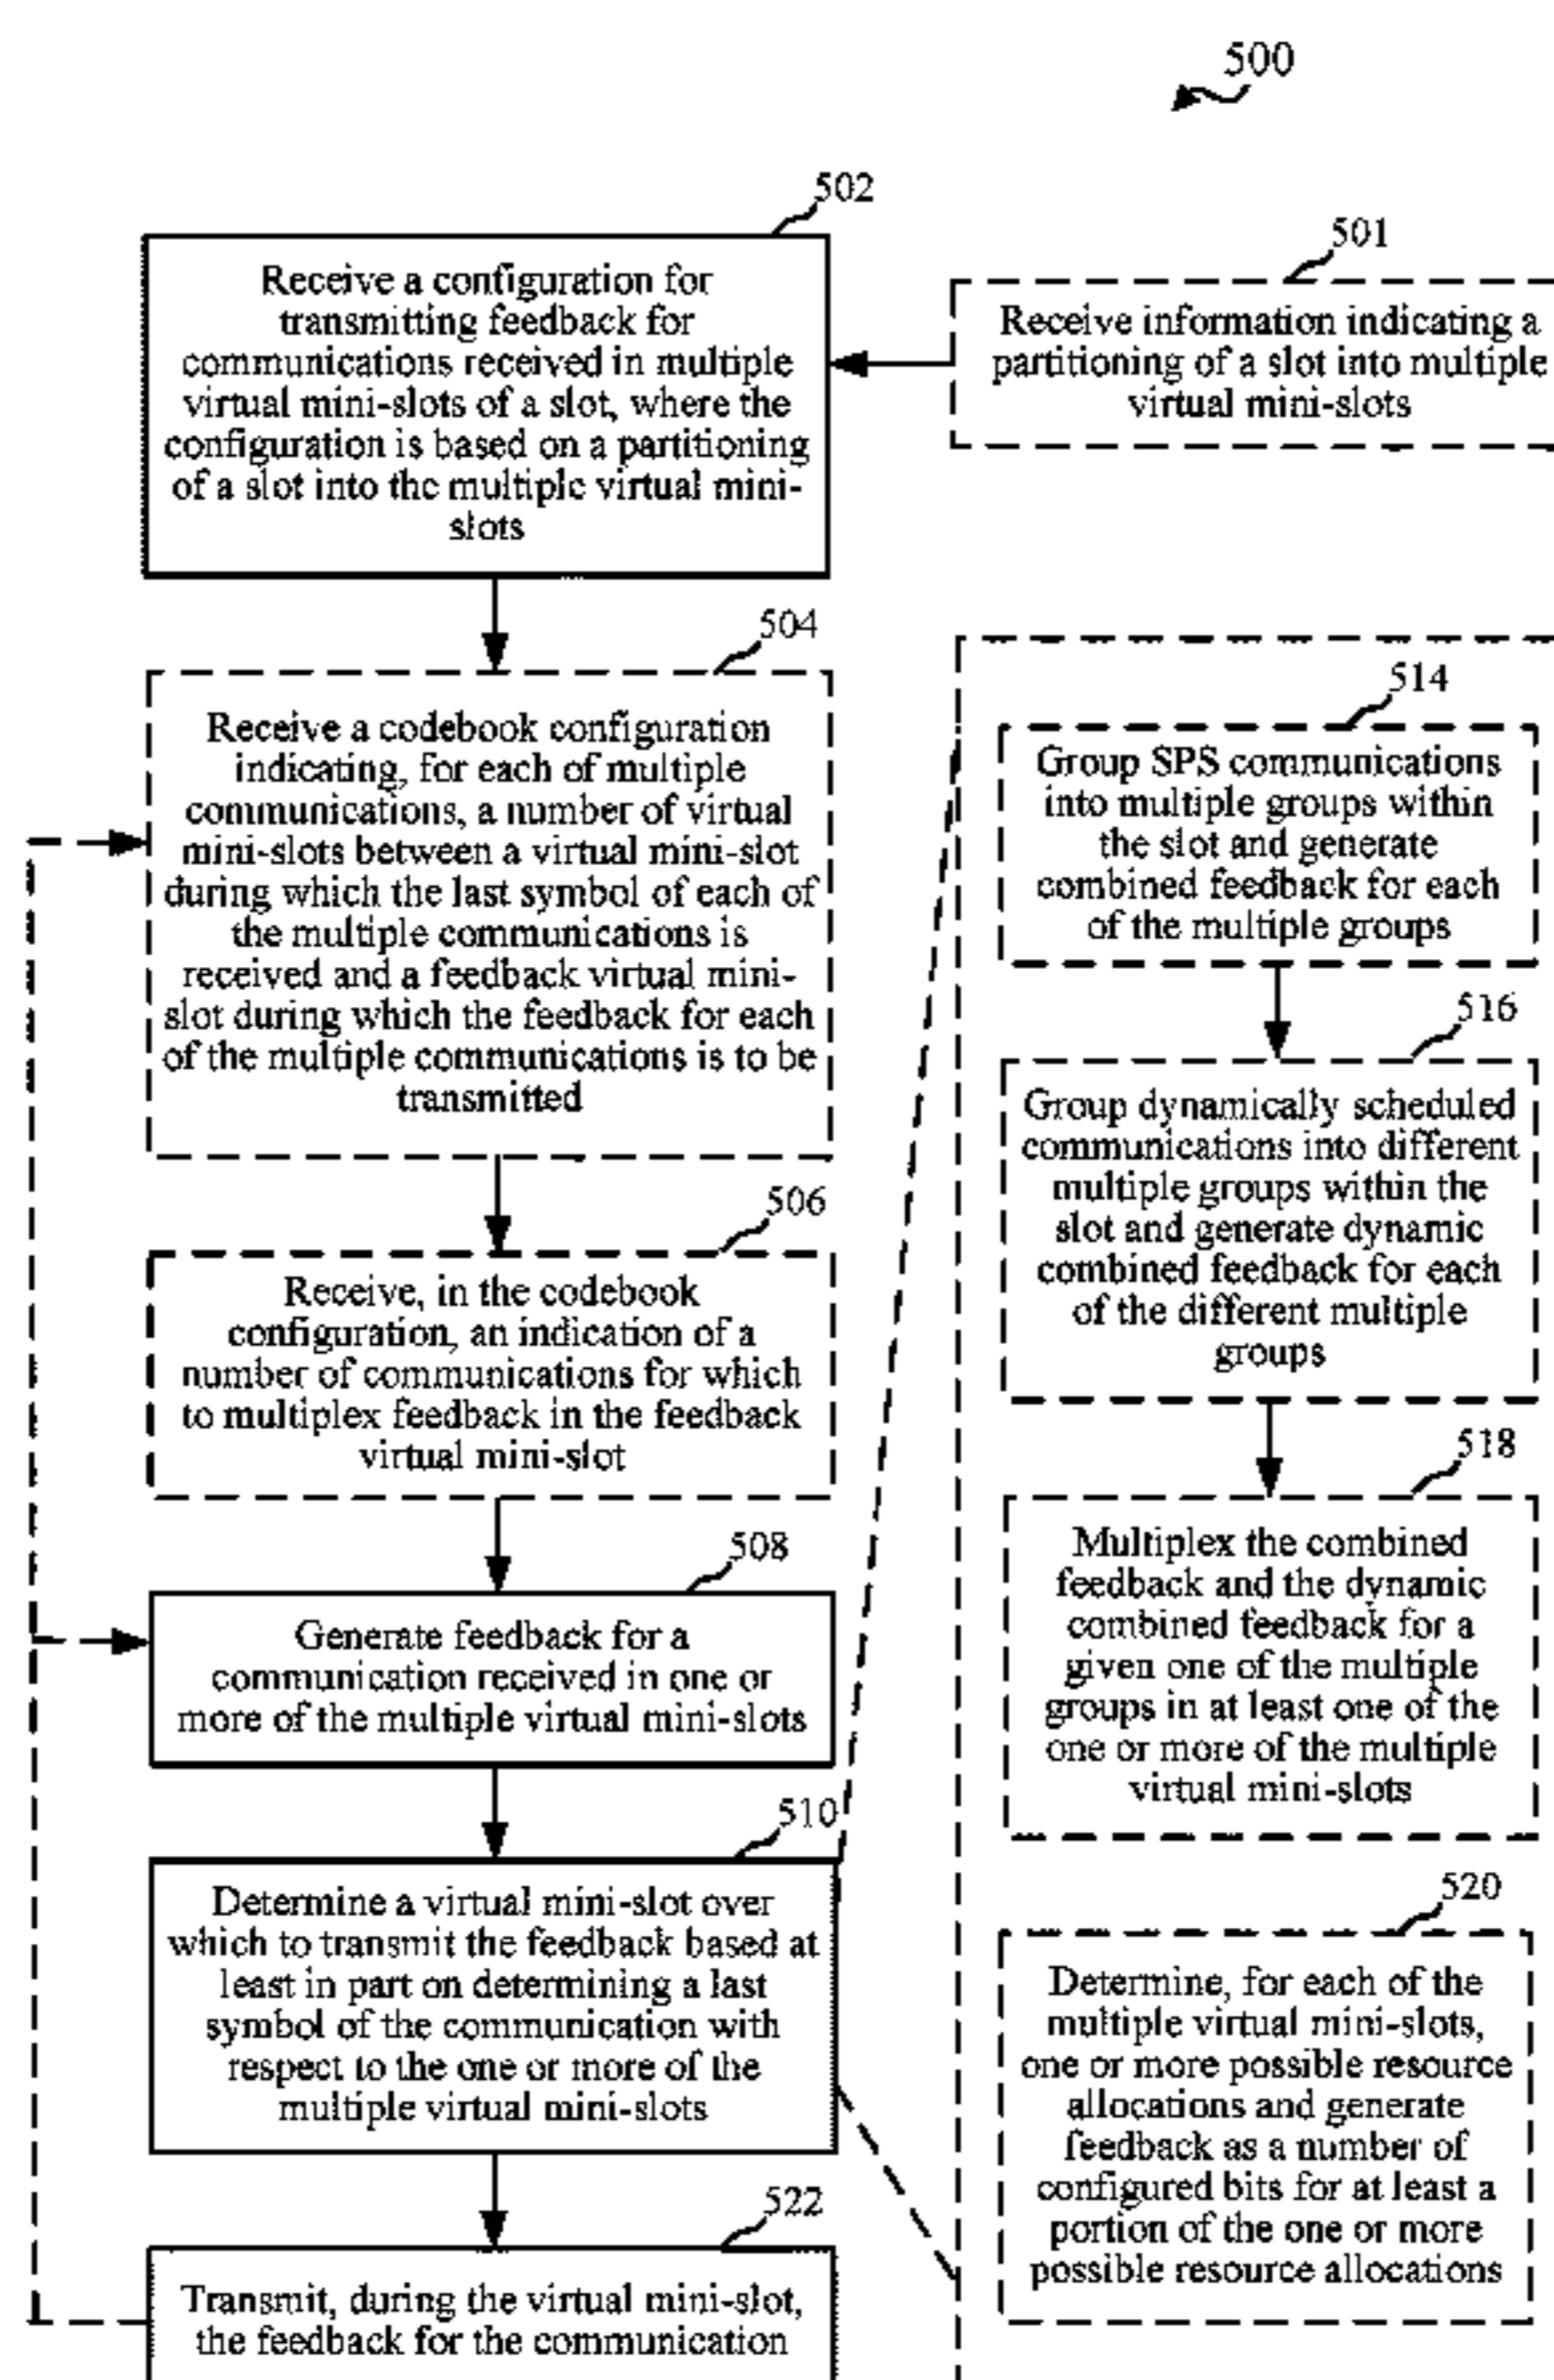 500
502
Receive a configuration for
transmitting feedback for
communications received in multiple
virtual mini-slots of a slot, where the
configuration is based on a partitioning
of a slot into the multiple virtual mini-
slots
501
Receive information indicating a
partitioning of a slot into multiple
virtual mini-slots
504
Receive a codebook configuration
indicating, for each of multiple
communications, a number of virtual
mini-slots between a virtual mini-slot
during which the last symbol of each of
the multiple communications is
received and a feedback virtual mini-
slot during which the feedback for each
of the multiple communications is to be
transmitted
506
Receive, in the codebook
configuration, an indication of a
number of communications for which
to multiplex feedback in the feedback
virtual mini-slot
508
Generate feedback for a
communication received in one or
more of the multiple virtual mini-slots
510
Determine a virtual mini-slot over
which to transmit the feedback based at
least in part on determining a last
symbol of the communication with
respect to the one or more of the
multiple virtual mini-slots
522
Transmit, during the virtual mini-slot,
the feedback for the communication
514
Group SPS communications
into multiple groups within
the slot and generate
combined feedback for each
of the multiple groups
516
Group dynamically scheduled
communications into different
multiple groups within the
slot and generate dynamic
combined feedback for each
of the different multiple
groups
518
Multiplex the combined
feedback and the dynamic
combined feedback for a
given one of the multiple
groups in at least one of the
one or more of the multiple
virtual mini-slots
520
Determine, for each of the
multiple virtual mini-slots,
one or more possible resource
allocations and generate
feedback as a number of
configured bits for at least a
portion of the one or more
possible resource allocations